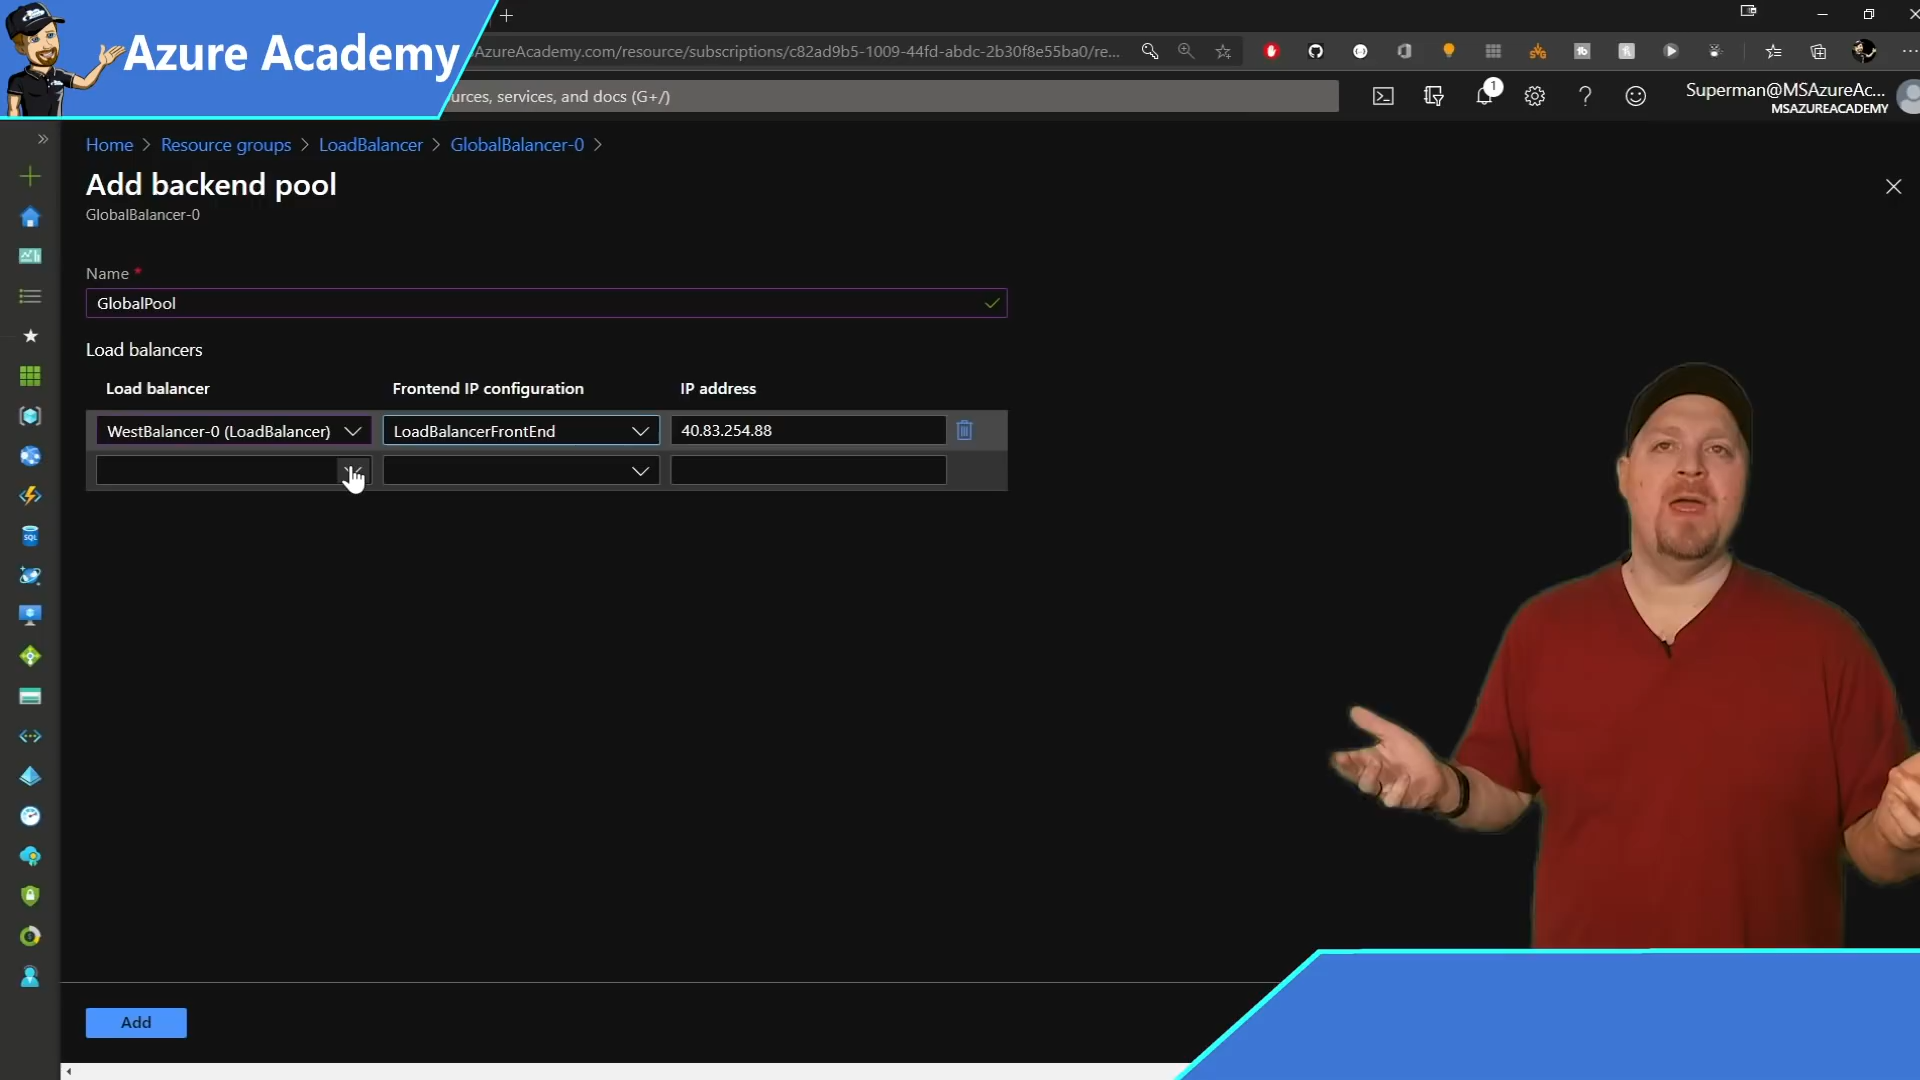 Azure Academy
AzureAcademy.com/resource/subscriptions/c82ad9b5-1009-44fd-abdc-2b30f8e55ba0/re...
urces, services, and docs (G+/)
1
Superman@MSAzureAc...
MSAZUREACADEMY
Home > Resource groups > LoadBalancer > GlobalBalancer-0 >
Add backend pool
GlobalBalancer-0
Name *
GlobalPool
Load balancers
Load balancer Frontend IP configuration IP address
WestBalancer-0 (LoadBalancer) LoadBalancerFrontEnd 40.83.254.88
SQL
Add